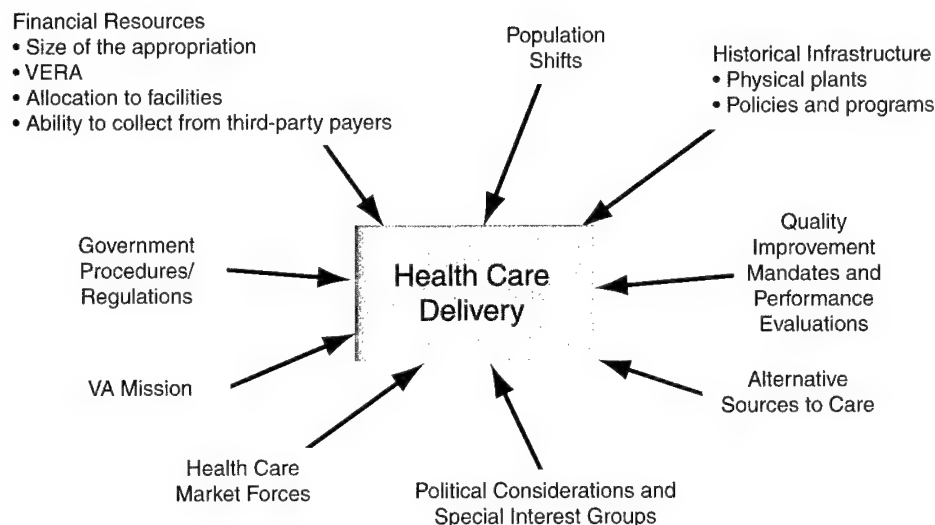 Financial Resources
• Size of the appropriation
• VERA
• Allocation to facilities
• Ability to collect from third-party payers
Population
Shifts
Historical Infrastructure
• Physical plants
• Policies and programs
Government
Procedures/
Regulations
Health Care
Delivery
Quality
Improvement
Mandates and
Performance
Evaluations
VA Mission
Alternative
Sources to Care
Health Care
Market Forces
Political Considerations and
Special Interest Groups